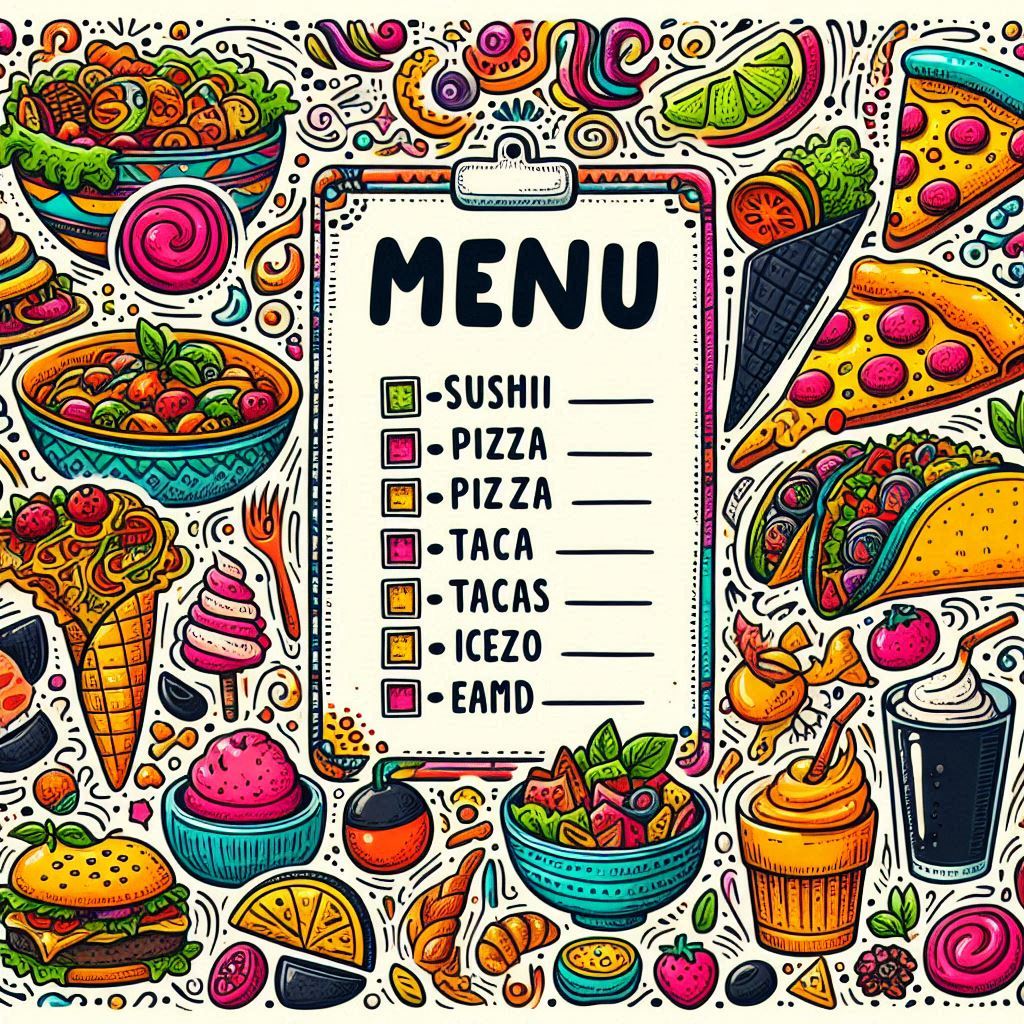 MENU
-SUSHII
-PIZZA
-PIZZA
-TACA
-TACAS
-ICEZO
-EAMD